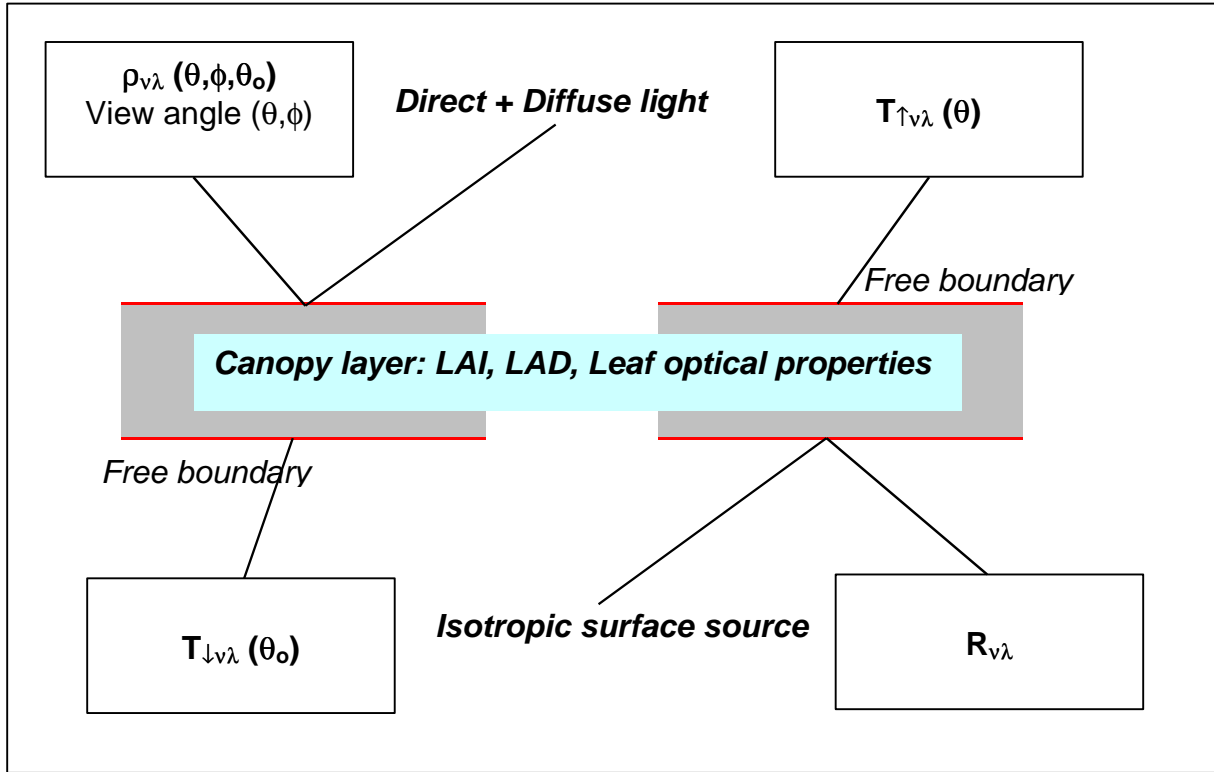 ρνλ (θ,ϕ,θo)
View angle (θ,ϕ)
Direct + Diffuse light
T↑νλ (θ)
Free boundary
Canopy layer: LAI, LAD, Leaf optical properties
Free boundary
T↓νλ (θo)
Isotropic surface source
Rνλ